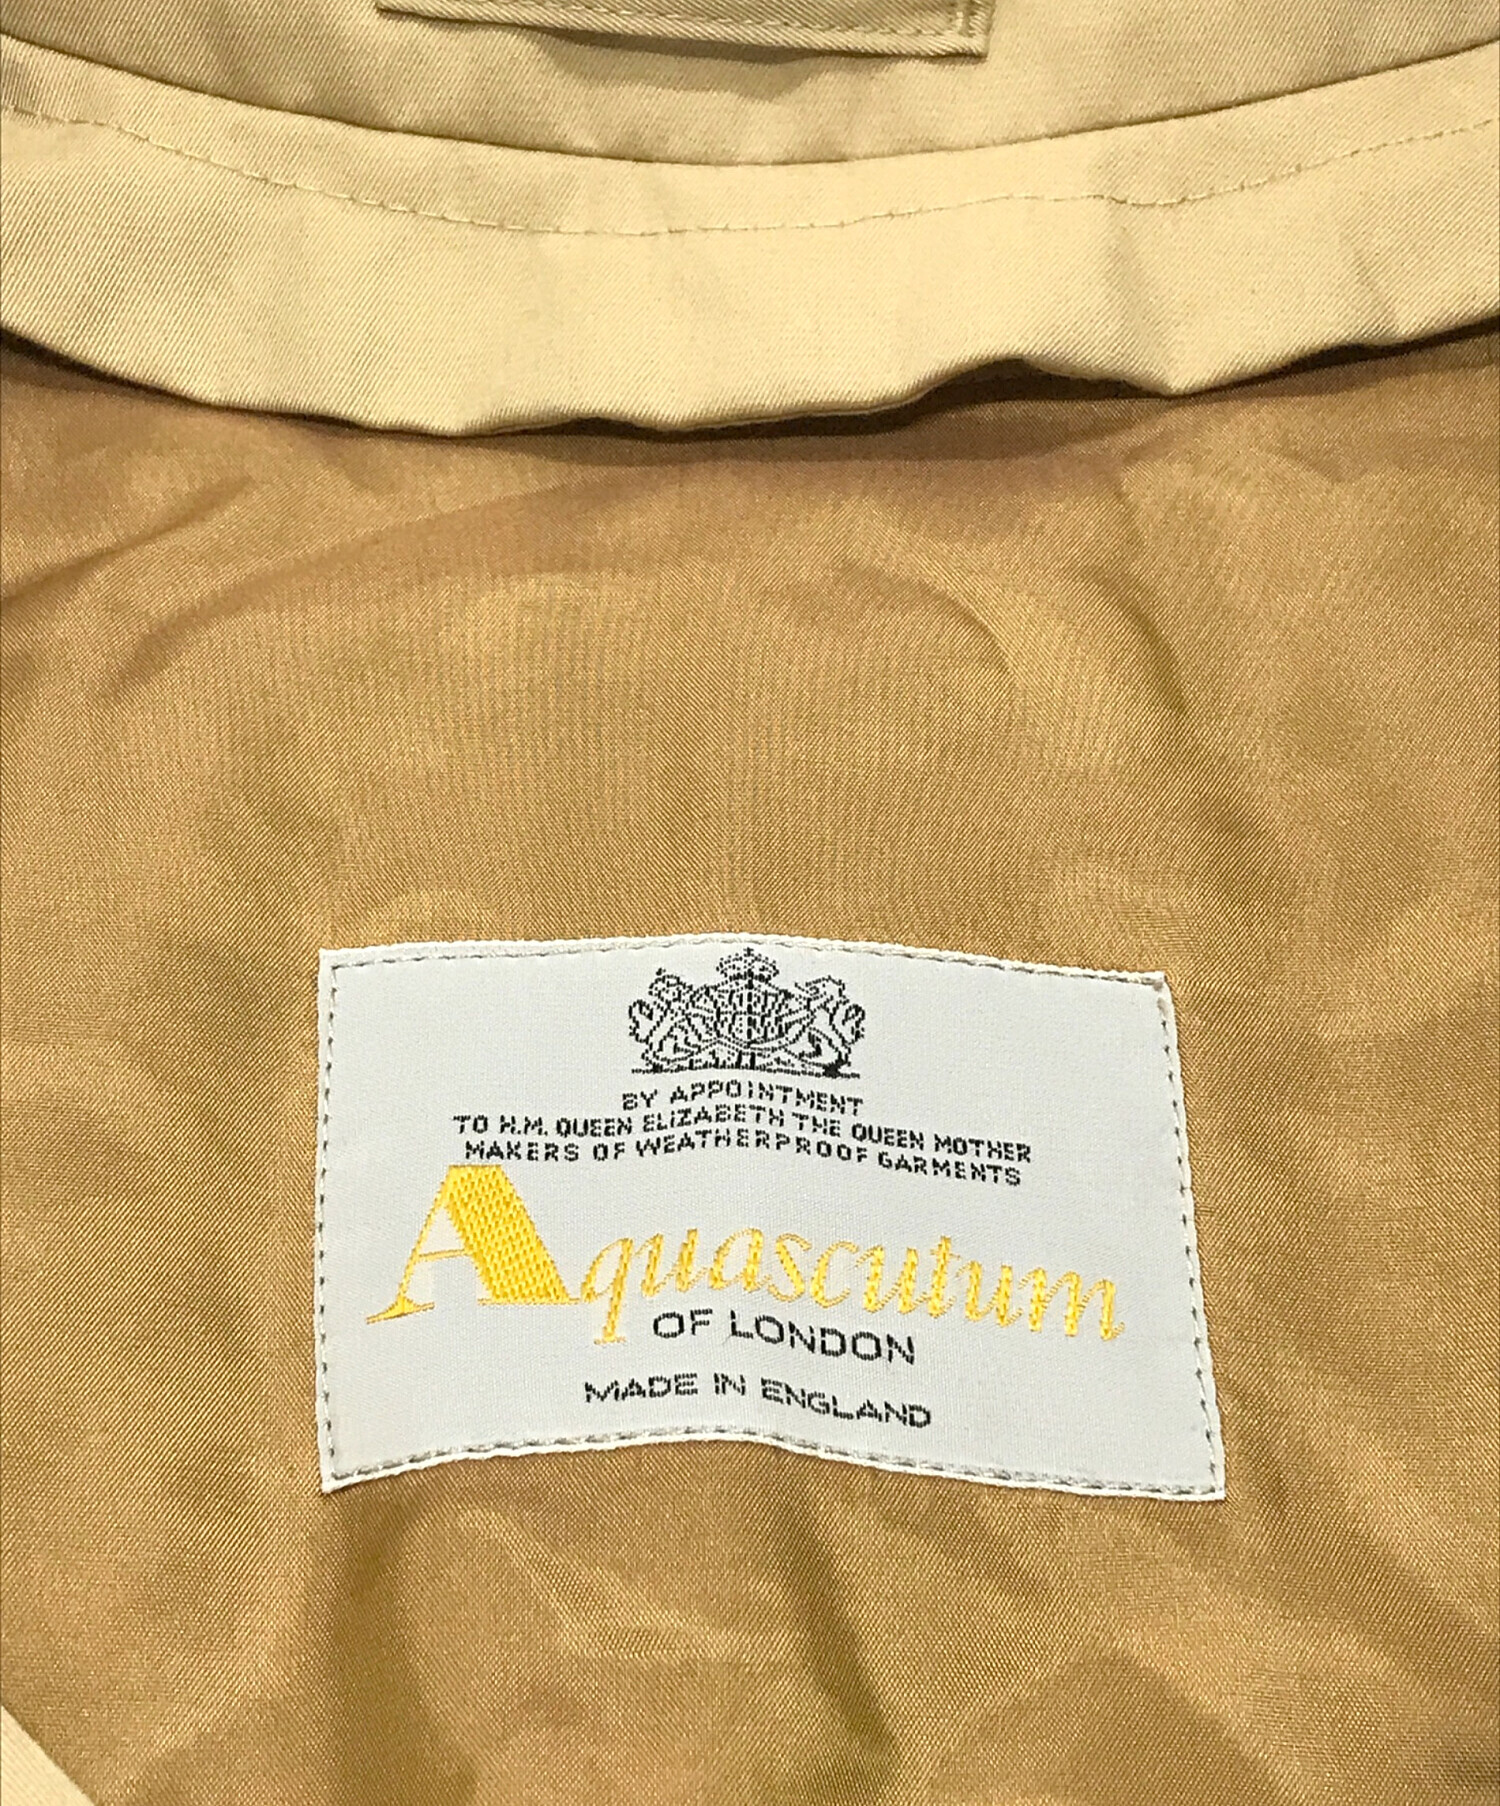 BY APPOINTMENT
TO H.M. QUEEN ELIZABETH THE QUEEN MOTHER
MAKERS OF WEATHERPROOF GARMENTS
Aquascutum
OF LONDON
MADE IN ENGLAND